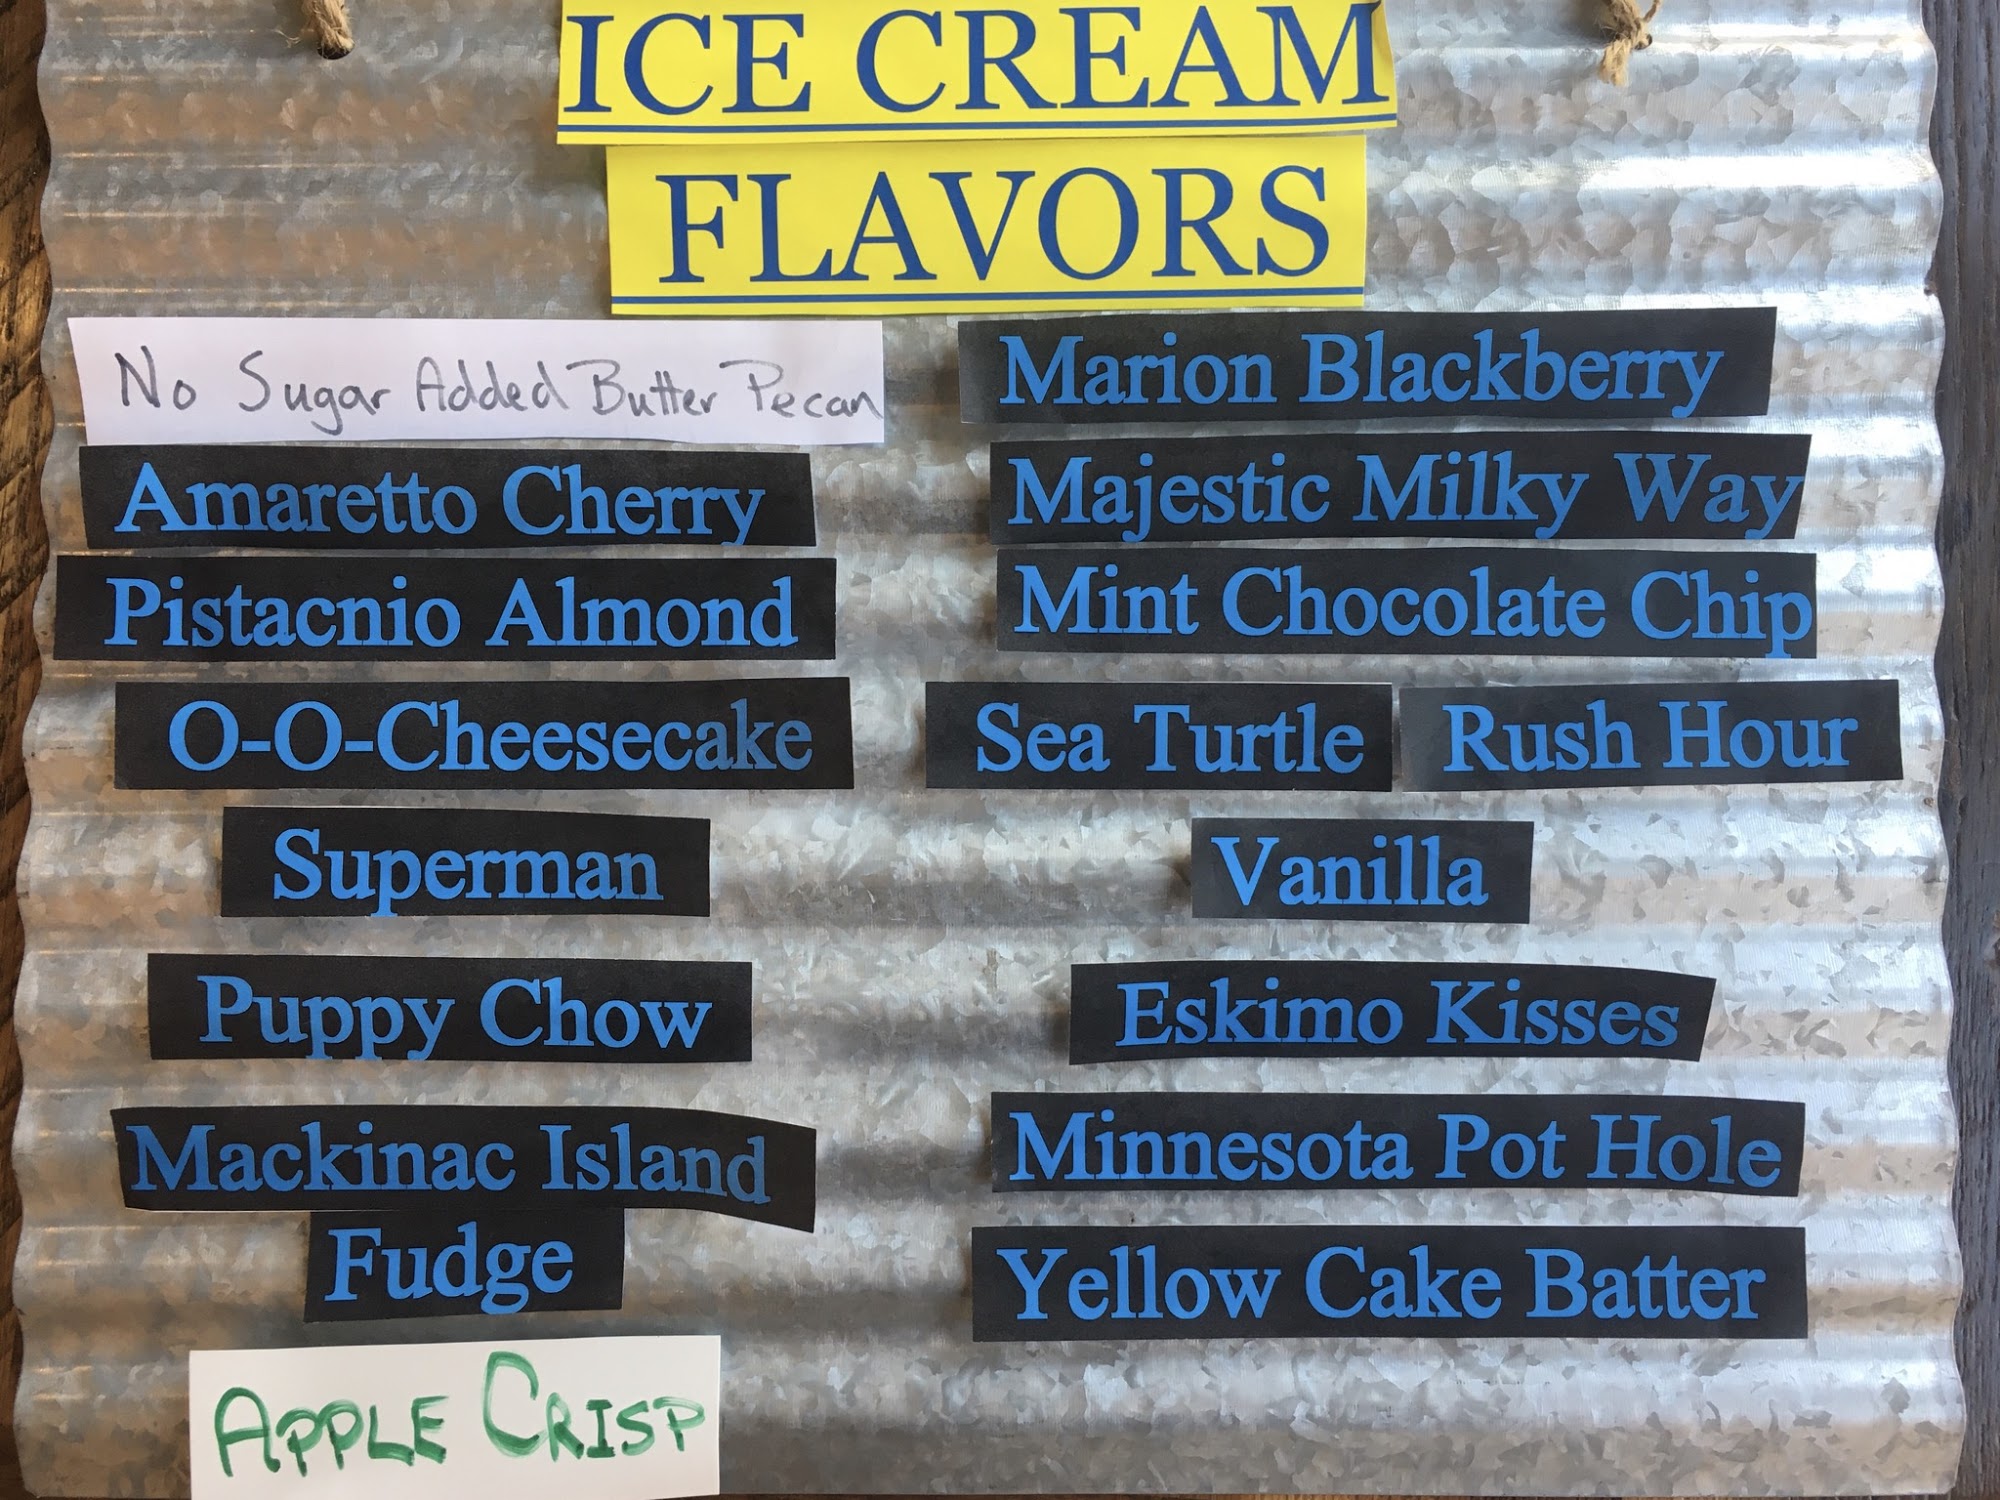 ICE CREAM
FLAVORS
No Sugar Added Butter Pecan
Amaretto Cherry
Pistacnio Almond
O-O-Cheesecake
Superman
Puppy Chow
Mackinac Island
Fudge
APPLE CRISP
Marion Blackberry
Majestic Milky Way
Mint Chocolate Chip
Sea Turtle Rush Hour
Vanilla
Eskimo Kisses
Minnesota Pot Hole
Yellow Cake Batter